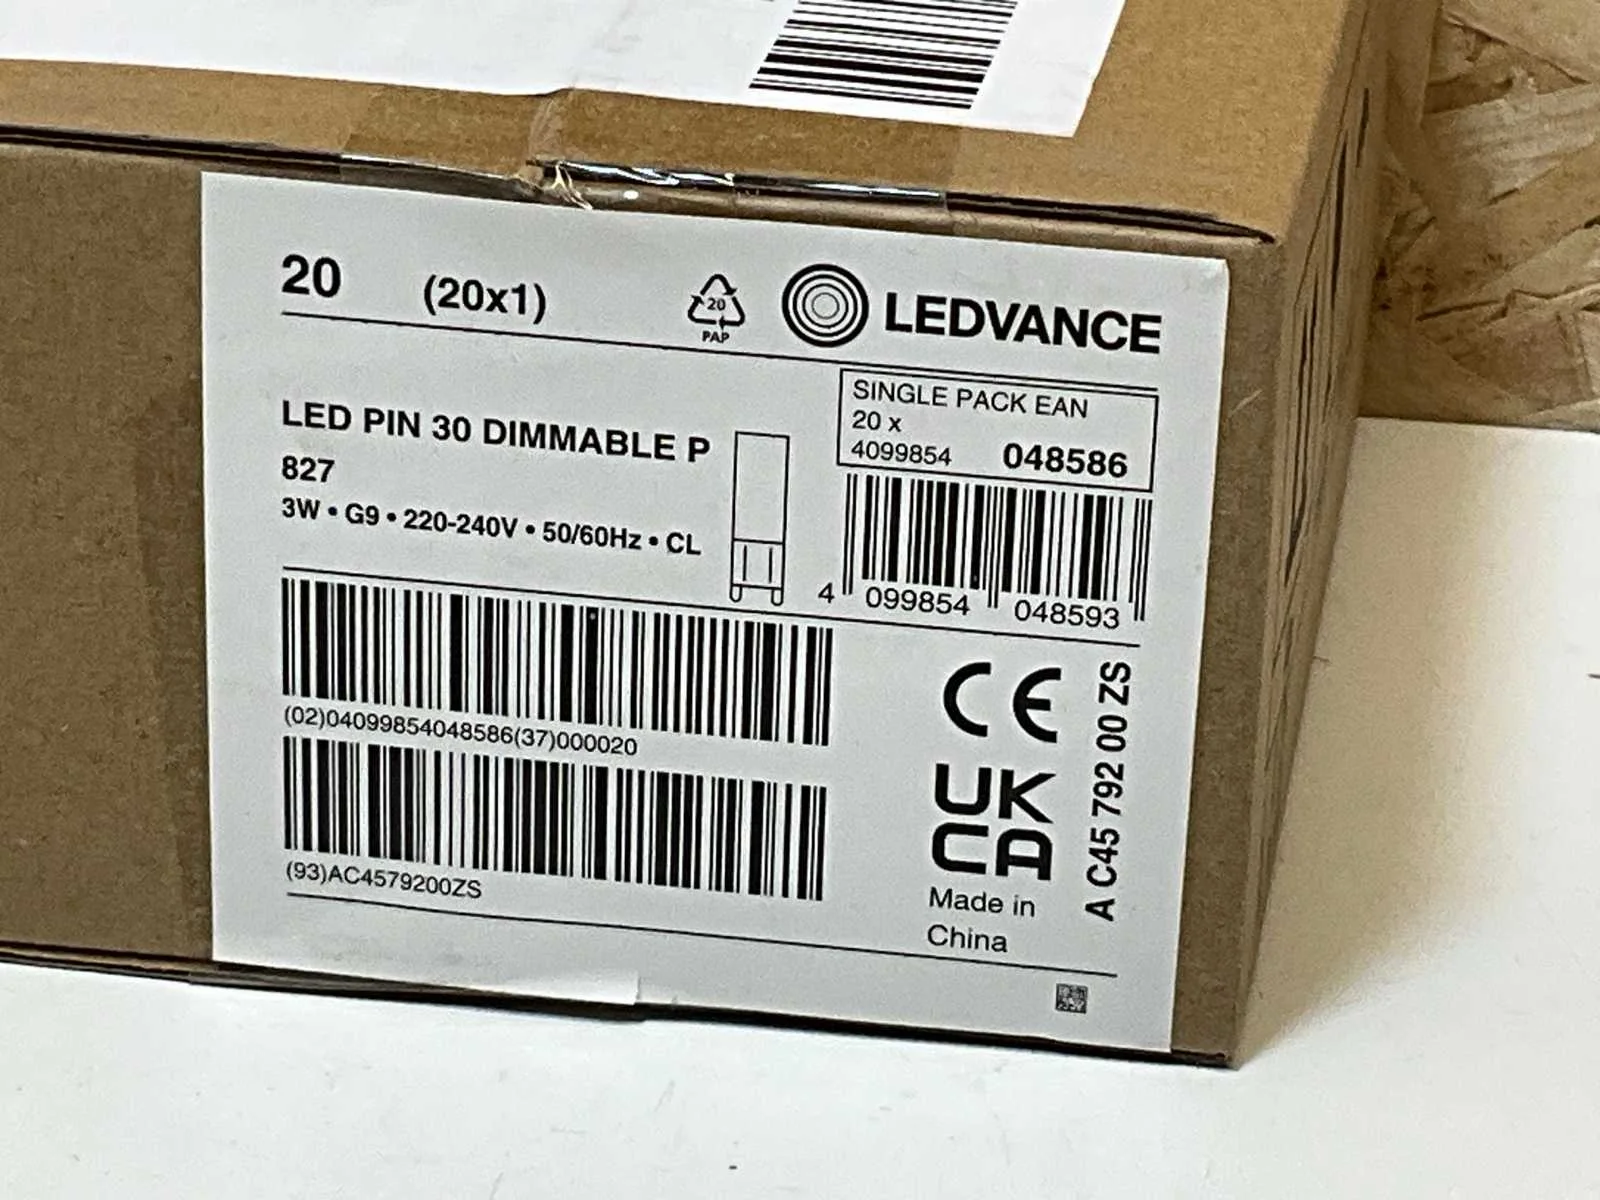 20 (20x1)
20
PAP
LEDVANCE
LED PIN 30 DIMMABLE P
827
3W • G9 • 220-240V • 50/60Hz • CL
SINGLE PACK EAN
20 x
4099854 048586
4 099854 048593
(02)04099854048586(37)000020
(93)AC4579200ZS
CE
UK
CA
Made in
China
A C45 792 00 ZS